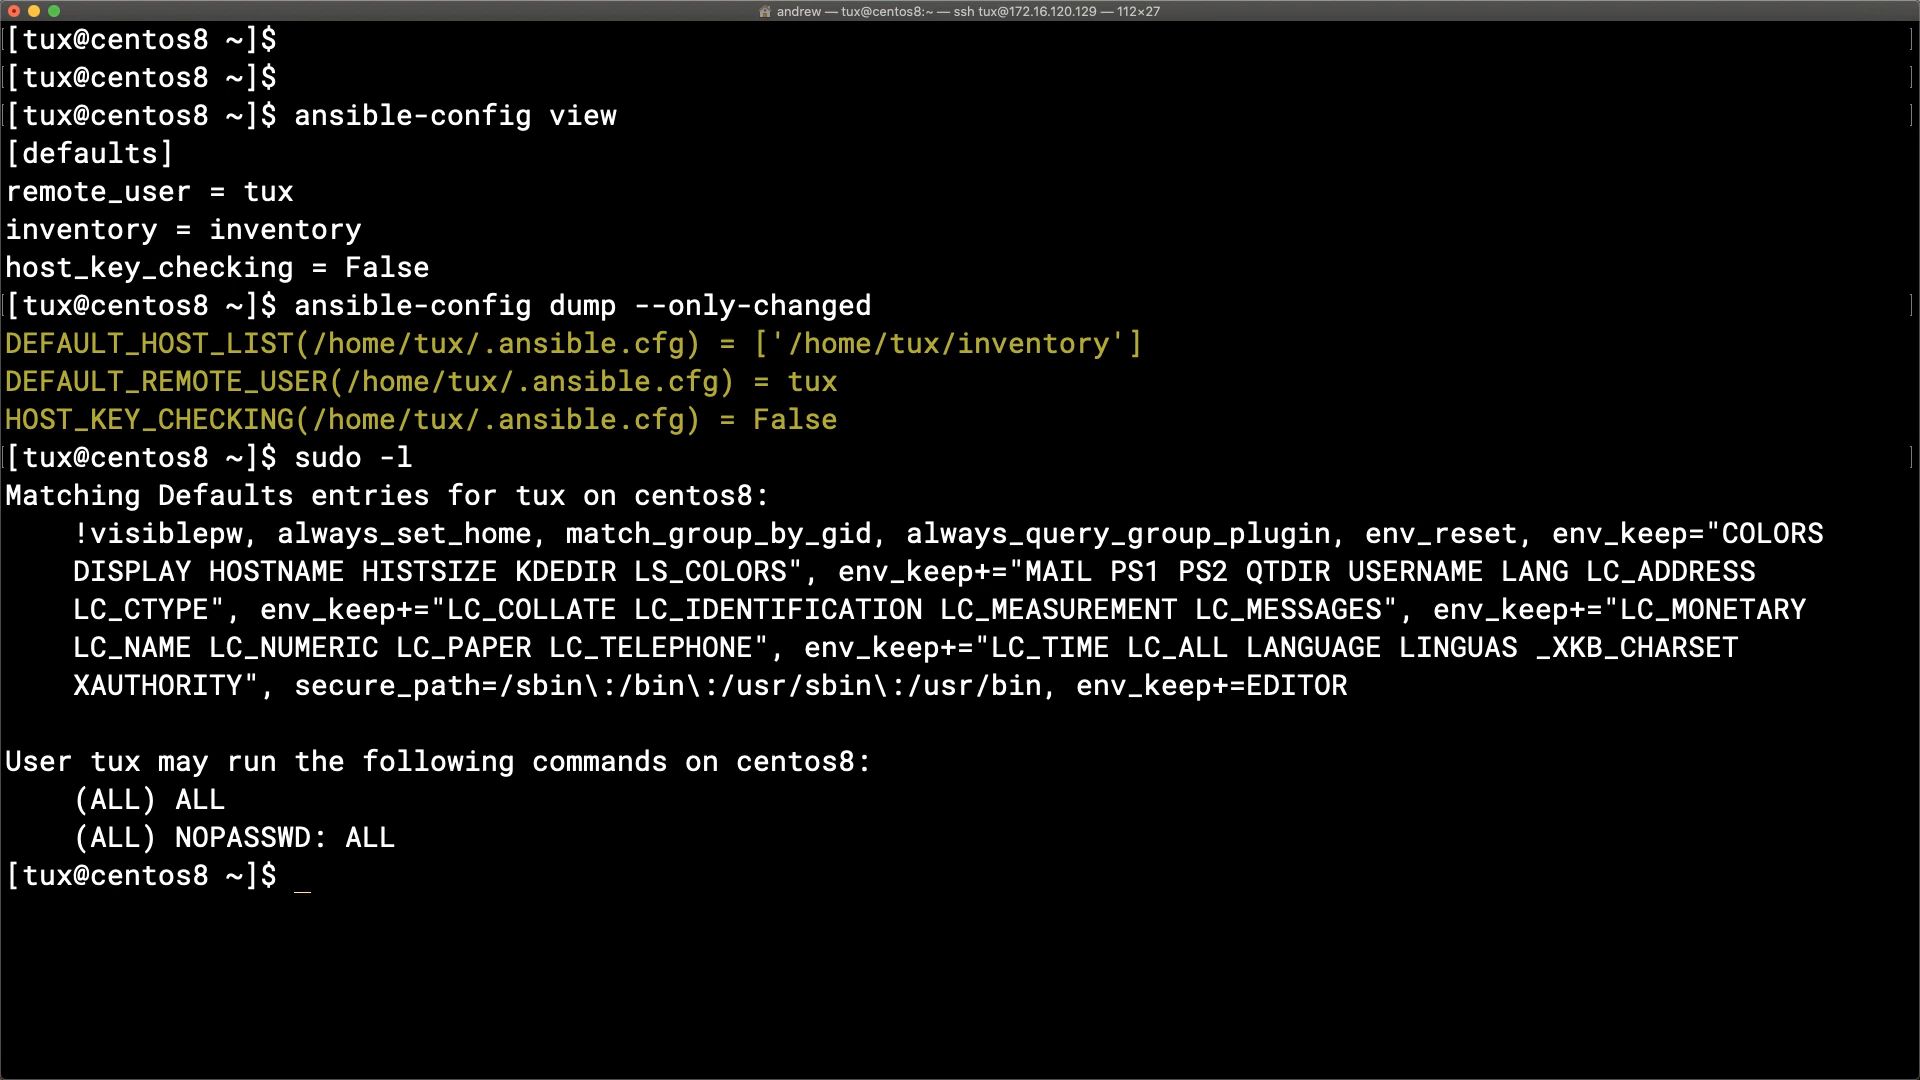 andrew — tux@centos8:~ — ssh tux@172.16.120.129 — 112×27
[tux@centos8 ~]$
[tux@centos8 ~]$
[tux@centos8 ~]$ ansible-config view
[defaults]
remote_user = tux
inventory = inventory
host_key_checking = False
[tux@centos8 ~]$ ansible-config dump --only-changed
DEFAULT_HOST_LIST(/home/tux/.ansible.cfg) = ['/home/tux/inventory']
DEFAULT_REMOTE_USER(/home/tux/.ansible.cfg) = tux
HOST_KEY_CHECKING(/home/tux/.ansible.cfg) = False
[tux@centos8 ~]$ sudo -l
Matching Defaults entries for tux on centos8:
    !visiblepw, always_set_home, match_group_by_gid, always_query_group_plugin, env_reset, env_keep="COLORS
    DISPLAY HOSTNAME HISTSIZE KDEDIR LS_COLORS", env_keep+="MAIL PS1 PS2 QTDIR USERNAME LANG LC_ADDRESS
    LC_CTYPE", env_keep+="LC_COLLATE LC_IDENTIFICATION LC_MEASUREMENT LC_MESSAGES", env_keep+="LC_MONETARY
    LC_NAME LC_NUMERIC LC_PAPER LC_TELEPHONE", env_keep+="LC_TIME LC_ALL LANGUAGE LINGUAS _XKB_CHARSET
    XAUTHORITY", secure_path=/sbin\:/bin\:/usr/sbin\:/usr/bin, env_keep+=EDITOR

User tux may run the following commands on centos8:
    (ALL) ALL
    (ALL) NOPASSWD: ALL
[tux@centos8 ~]$ _